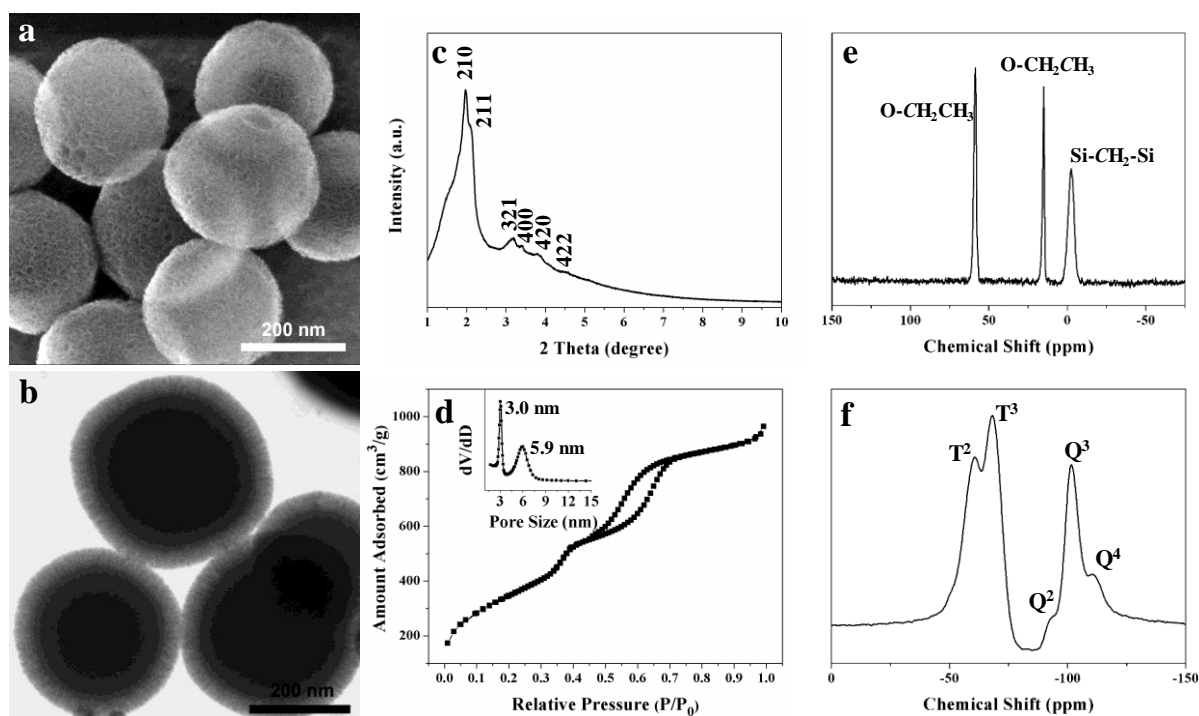 a
200 nm
b
200 nm
c
210
211
321
400
420
422
Intensity (a.u.)
1 2 3 4 5 6 7 8 9 10
2 Theta (degree)
d
3.0 nm
5.9 nm
dV/dD
3 6 9 12 15
Pore Size (nm)
1000
800
600
400
200
Amount Adsorbed (cm³/g)
0.0 0.1 0.2 0.3 0.4 0.5 0.6 0.7 0.8 0.9 1.0
Relative Pressure (P/P₀)
e
O-CH₂CH₃
O-CH₂CH₃
Si-CH₂-Si
150 100 50 0 -50
Chemical Shift (ppm)
f
T²
T³
Q³
Q⁴
Q²
0 -50 -75 -100 -150
Chemical Shift (ppm)